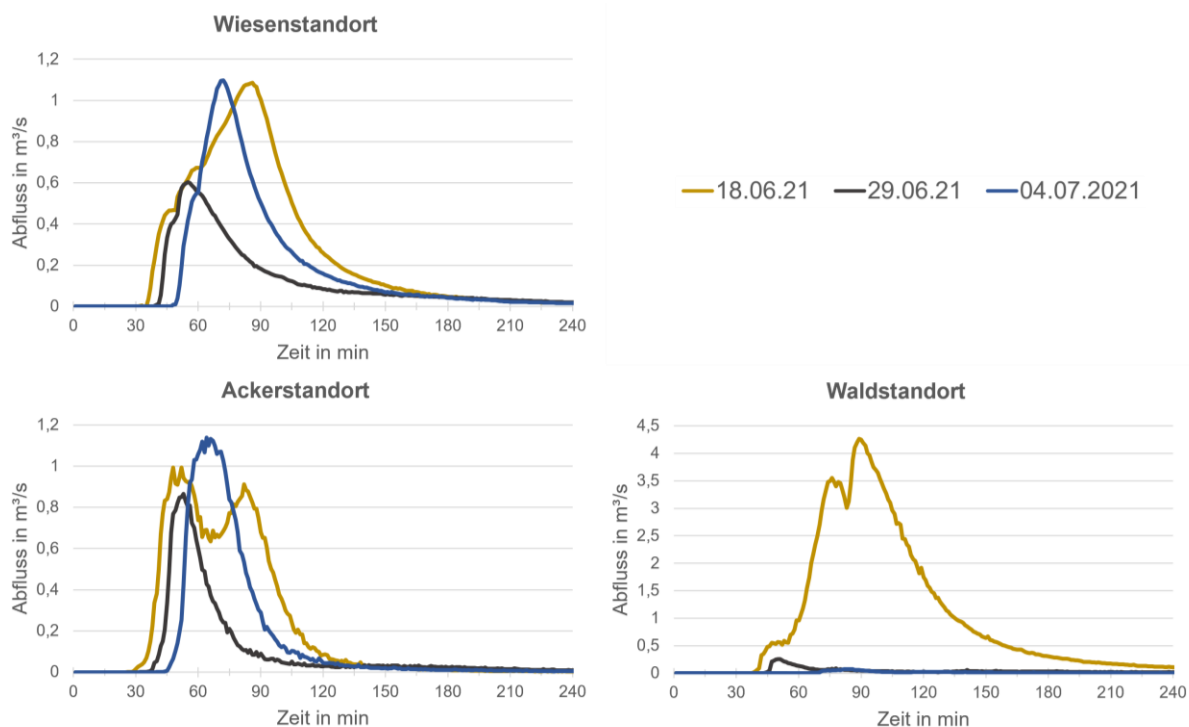 Wiesenstandort
1,2
1
0,8
0,6
0,4
0,2
0
Abfluss in m³/s
0 30 60 90 120 150 180 210 240
Zeit in min
18.06.21 29.06.21 04.07.2021
Ackerstandort
1,2
1
0,8
0,6
0,4
0,2
0
Abfluss in m³/s
0 30 60 90 120 150 180 210 240
Zeit in min
Waldstandort
4,5
4
3,5
3
2,5
2
1,5
1
0,5
0
Abfluss in m³/s
0 30 60 90 120 150 180 210 240
Zeit in min